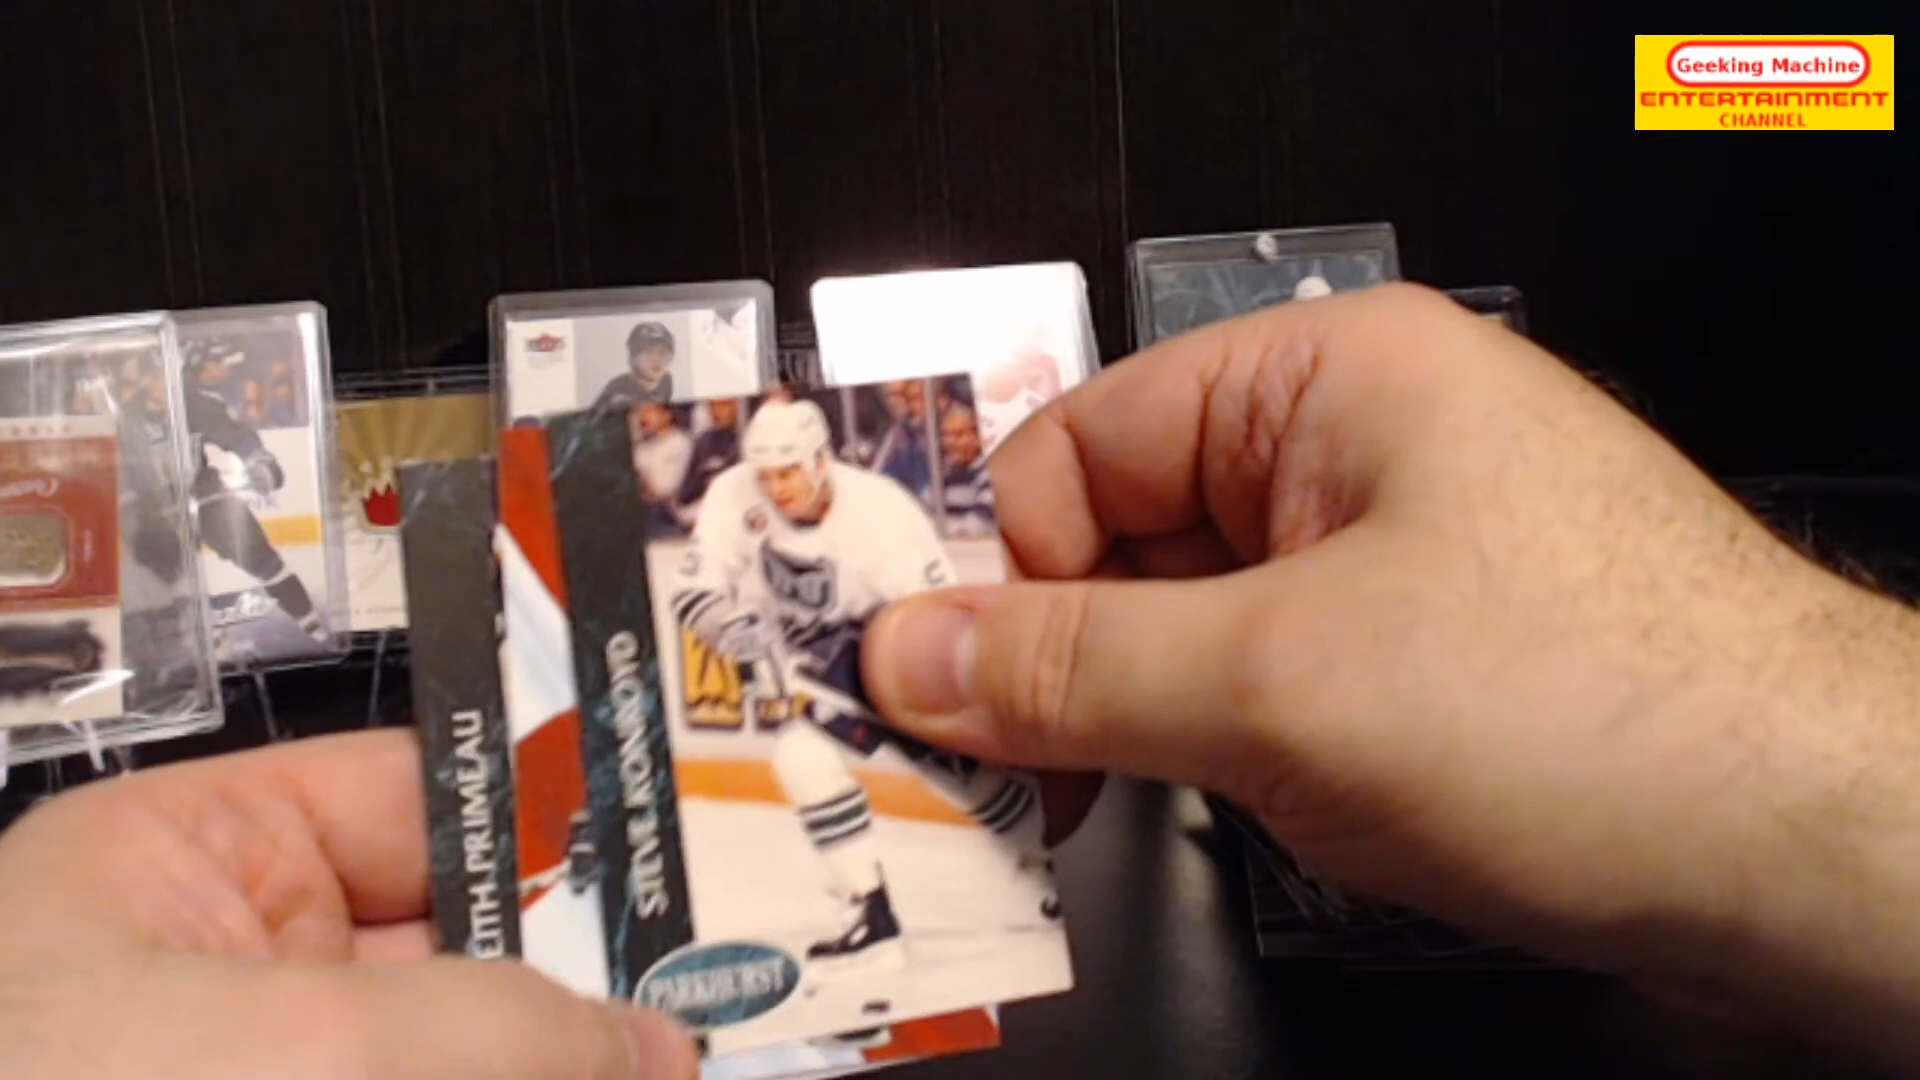 Geeking Machine
ENTERTAINMENT
CHANNEL
EITH PRIMEAU
STEVE KONROYD
PARKHURST